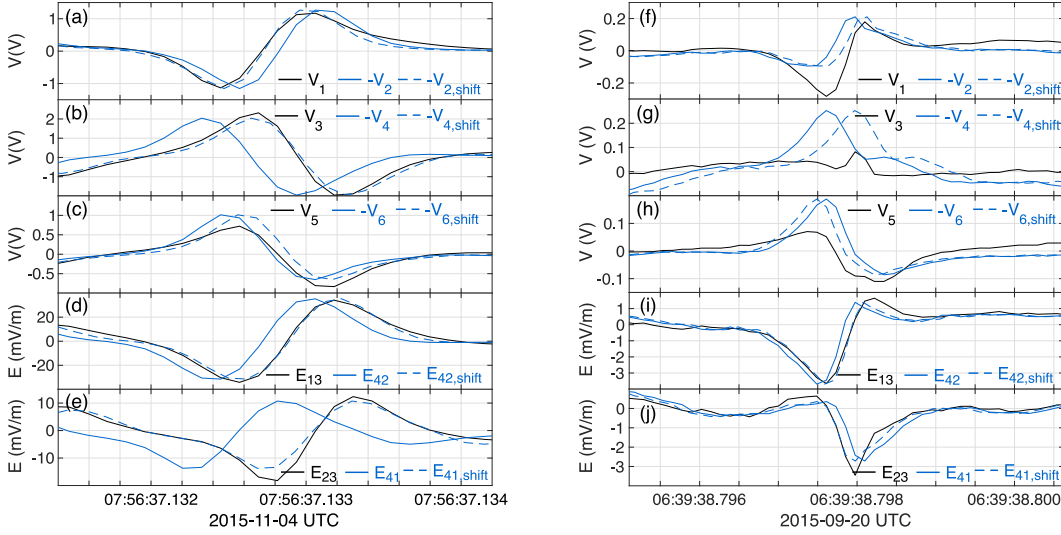 (a)
V(V)
1
0
1
V1 -V2 -V2,shift
(b)
V(V)
2
1
0
1
V3 -V4 -V4,shift
(c)
V(V)
1
0.5
0
-0.5
V5 -V6 -V6,shift
(d)
E (mV/m)
20
0
-20
E13 E42 E42,shift
(e)
E (mV/m)
10
0
-10
E23 E41 E41,shift
07:56:37.132 07:56:37.133 07:56:37.134
2015-11-04 UTC
(f)
V (V)
0.2
0
-0.2
V1 -V2 -V2,shift
(g)
V (V)
0.2
0.1
0
V3 -V4 -V4,shift
(h)
V (V)
0.1
0
-0.1
V5 -V6 -V6,shift
(i)
E (mV/m)
1
0
-1
-3
E13 E42 E42,shift
(j)
E (mV/m)
0
-1
-2
-3
E23 E41 E41,shift
06:39:38.796 06:39:38.798 06:39:38.800
2015-09-20 UTC